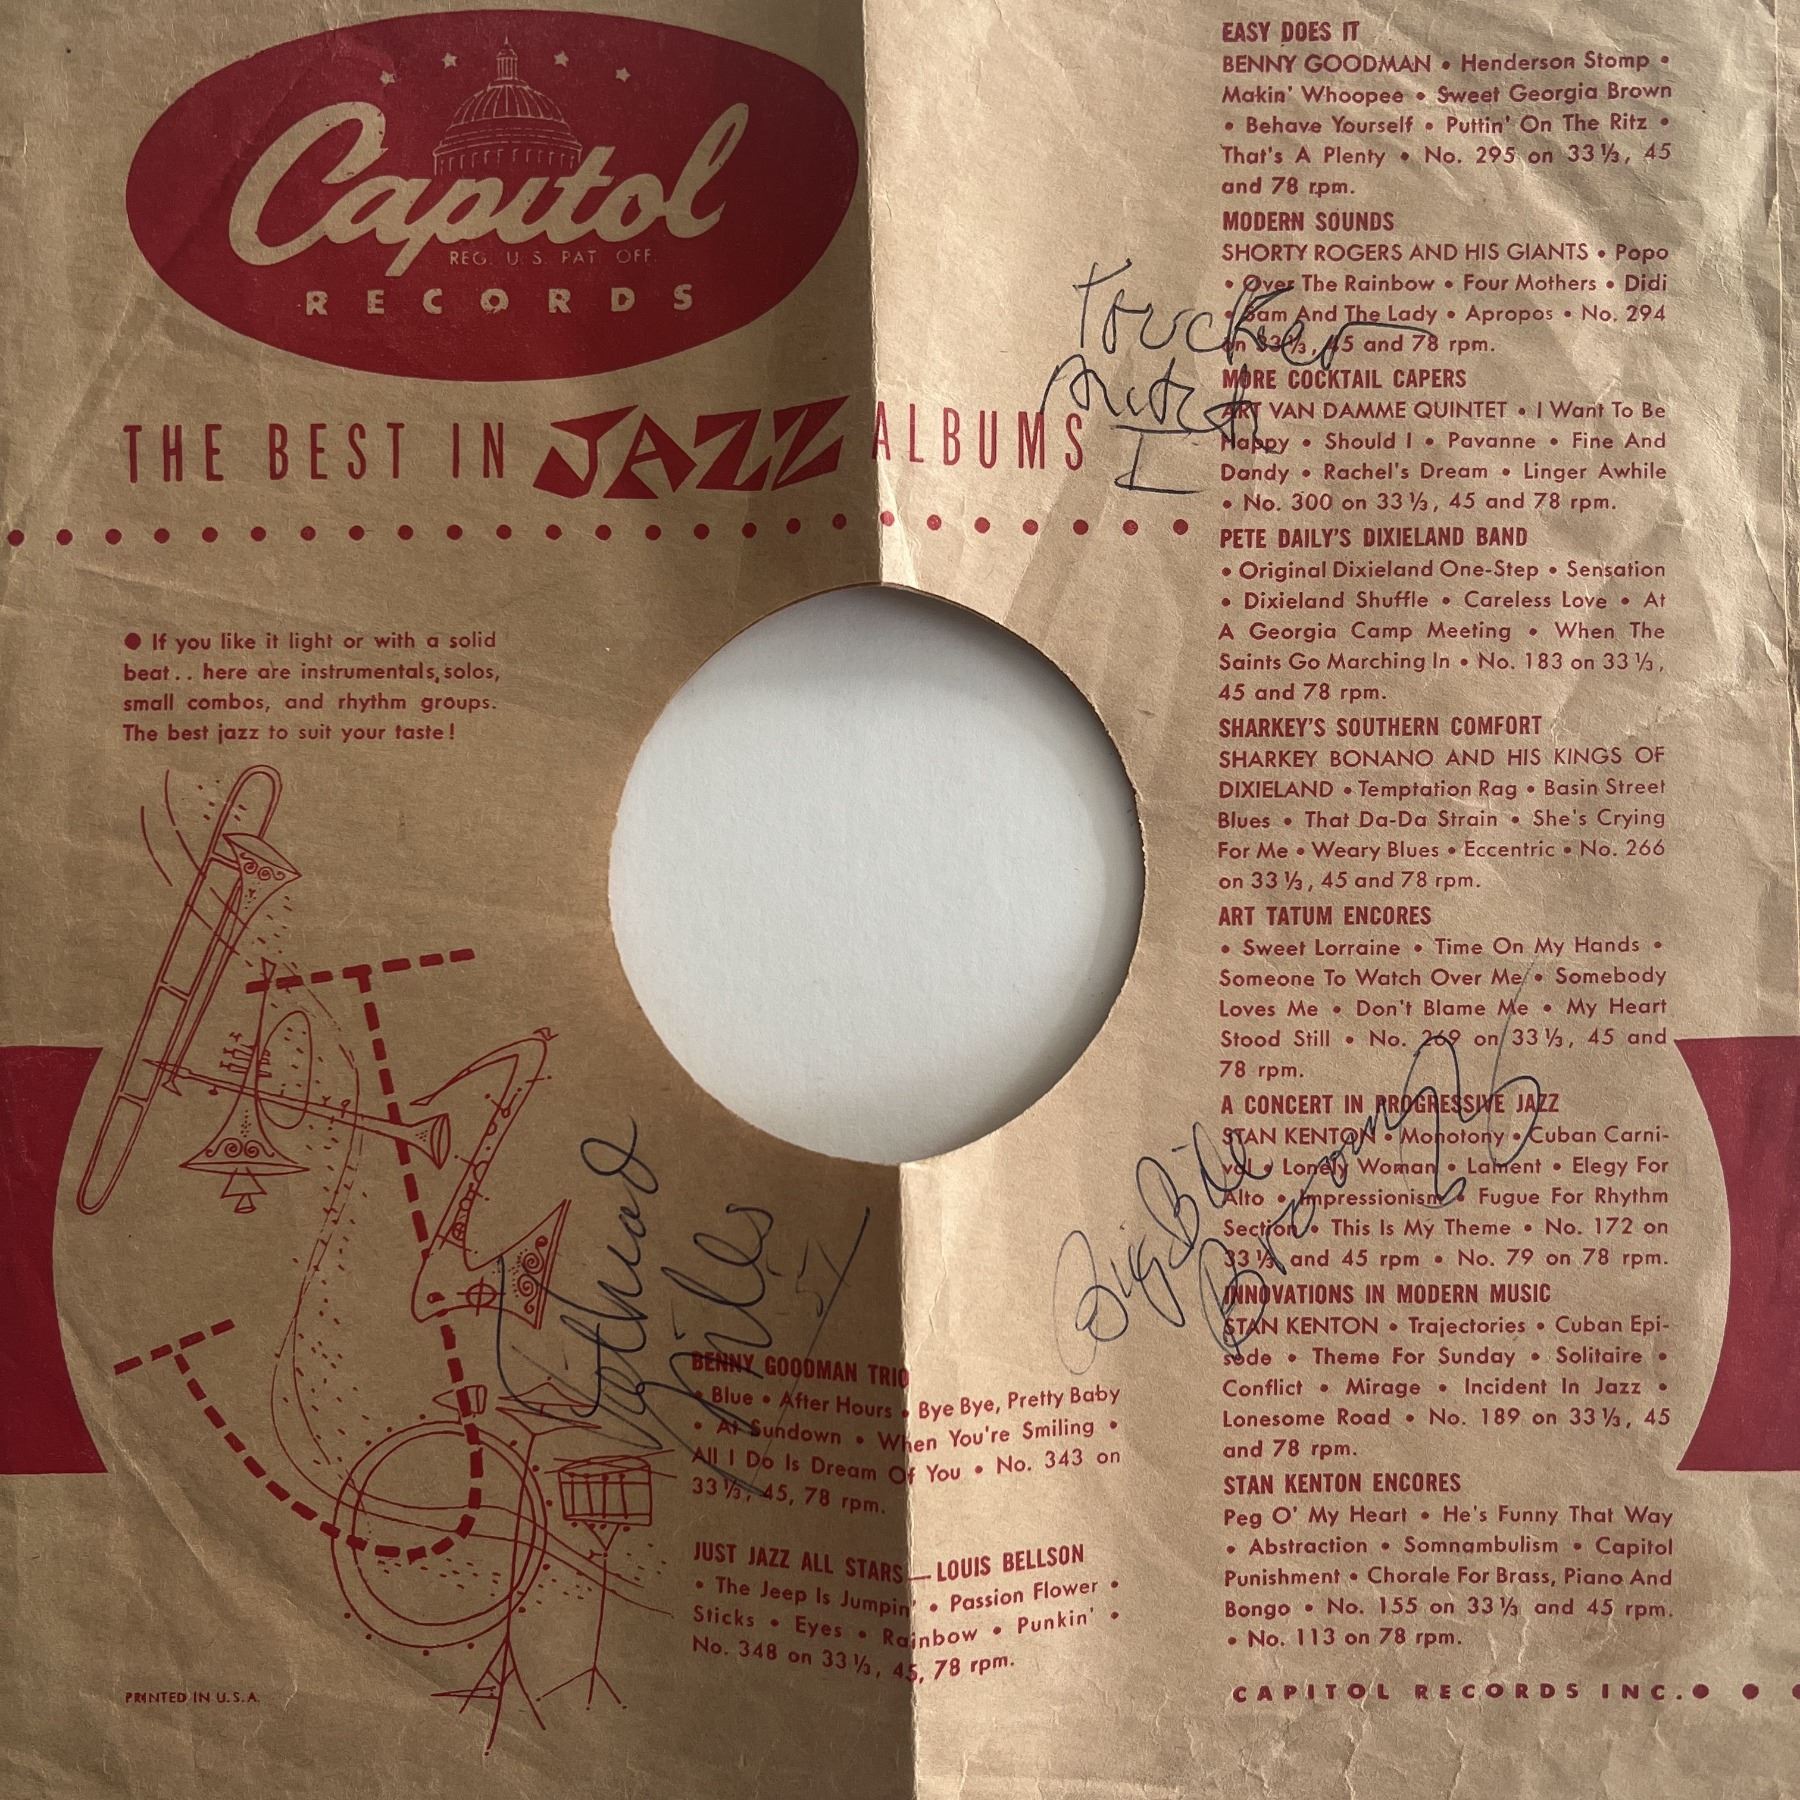 Capitol
REG. U.S. PAT. OFF.
RECORDS
THE BEST IN JAZZ ALBUMS
● If you like it light or with a solid
beat.. here are instrumentals, solos,
small combos, and rhythm groups.
The best jazz to suit your taste!
BENNY GOODMAN TRIO
• Blue • After Hours • Bye Bye, Pretty Baby
• At Sundown • When You're Smiling •
All I Do Is Dream Of You • No. 343 on
33 ⅓, 45, 78 rpm.
JUST JAZZ ALL STARS—LOUIS BELLSON
• The Jeep Is Jumpin' • Passion Flower •
Sticks • Eyes • Rainbow • Punkin' •
No. 348 on 33 ⅓, 45, 78 rpm.
PRINTED IN U.S.A.
EASY DOES IT
BENNY GOODMAN • Henderson Stomp •
Makin' Whoopee • Sweet Georgia Brown
• Behave Yourself • Puttin' On The Ritz •
That's A Plenty • No. 295 on 33 ⅓, 45
and 78 rpm.
MODERN SOUNDS
SHORTY ROGERS AND HIS GIANTS • Popo
• Over The Rainbow • Four Mothers • Didi
• Sam And The Lady • Apropos • No. 294
on 33 ⅓, 45 and 78 rpm.
MORE COCKTAIL CAPERS
ART VAN DAMME QUINTET • I Want To Be
Happy • Should I • Pavanne • Fine And
Dandy • Rachel's Dream • Linger Awhile
• No. 300 on 33 ⅓, 45 and 78 rpm.
PETE DAILY'S DIXIELAND BAND
• Original Dixieland One-Step • Sensation
• Dixieland Shuffle • Careless Love • At
A Georgia Camp Meeting • When The
Saints Go Marching In • No. 183 on 33 ⅓,
45 and 78 rpm.
SHARKEY'S SOUTHERN COMFORT
SHARKEY BONANO AND HIS KINGS OF
DIXIELAND • Temptation Rag • Basin Street
Blues • That Da-Da Strain • She's Crying
For Me • Weary Blues • Eccentric • No. 266
on 33 ⅓, 45 and 78 rpm.
ART TATUM ENCORES
• Sweet Lorraine • Time On My Hands •
Someone To Watch Over Me • Somebody
Loves Me • Don't Blame Me • My Heart
Stood Still • No. 269 on 33 ⅓, 45 and
78 rpm.
A CONCERT IN PROGRESSIVE JAZZ
STAN KENTON • Monotony • Cuban Carni-
val • Lonely Woman • Lament • Elegy For
Alto • Impressionism • Fugue For Rhythm
Section • This Is My Theme • No. 172 on
33 ⅓ and 45 rpm • No. 79 on 78 rpm.
INNOVATIONS IN MODERN MUSIC
STAN KENTON • Trajectories • Cuban Epi-
sode • Theme For Sunday • Solitaire •
Conflict • Mirage • Incident In Jazz •
Lonesome Road • No. 189 on 33 ⅓, 45
and 78 rpm.
STAN KENTON ENCORES
Peg O' My Heart • He's Funny That Way
• Abstraction • Somnambulism • Capitol
Punishment • Chorale For Brass, Piano And
Bongo • No. 155 on 33 ⅓ and 45 rpm.
• No. 113 on 78 rpm.
CAPITOL RECORDS INC.
Big Bill
Broonzy
Mills